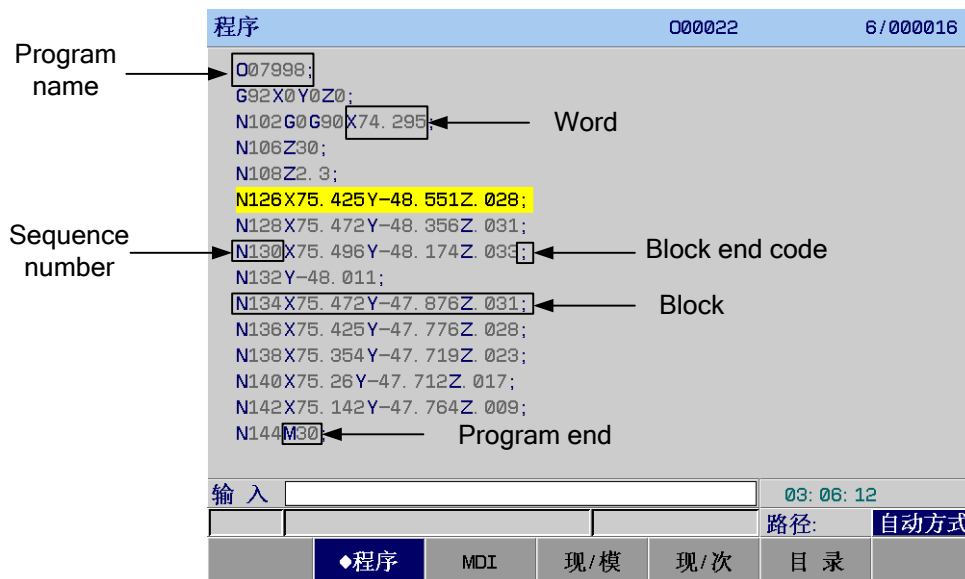 程序 O00022 6/000016
Program name
O07998;
G92X0Y0Z0;
N102G0G90X74.295;
Word
N106Z30;
N108Z2.3;
N126X75.425Y-48.551Z.028;
N128X75.472Y-48.356Z.031;
Sequence number
N130X75.496Y-48.174Z.033;
Block end code
N132Y-48.011;
N134X75.472Y-47.876Z.031;
Block
N136X75.425Y-47.776Z.028;
N138X75.354Y-47.719Z.023;
N140X75.26Y-47.712Z.017;
N142X75.142Y-47.764Z.009;
N144M30;
Program end
输 入 03:06:12
路径: 自动方式
◆程序 MDI 现/模 现/次 目 录